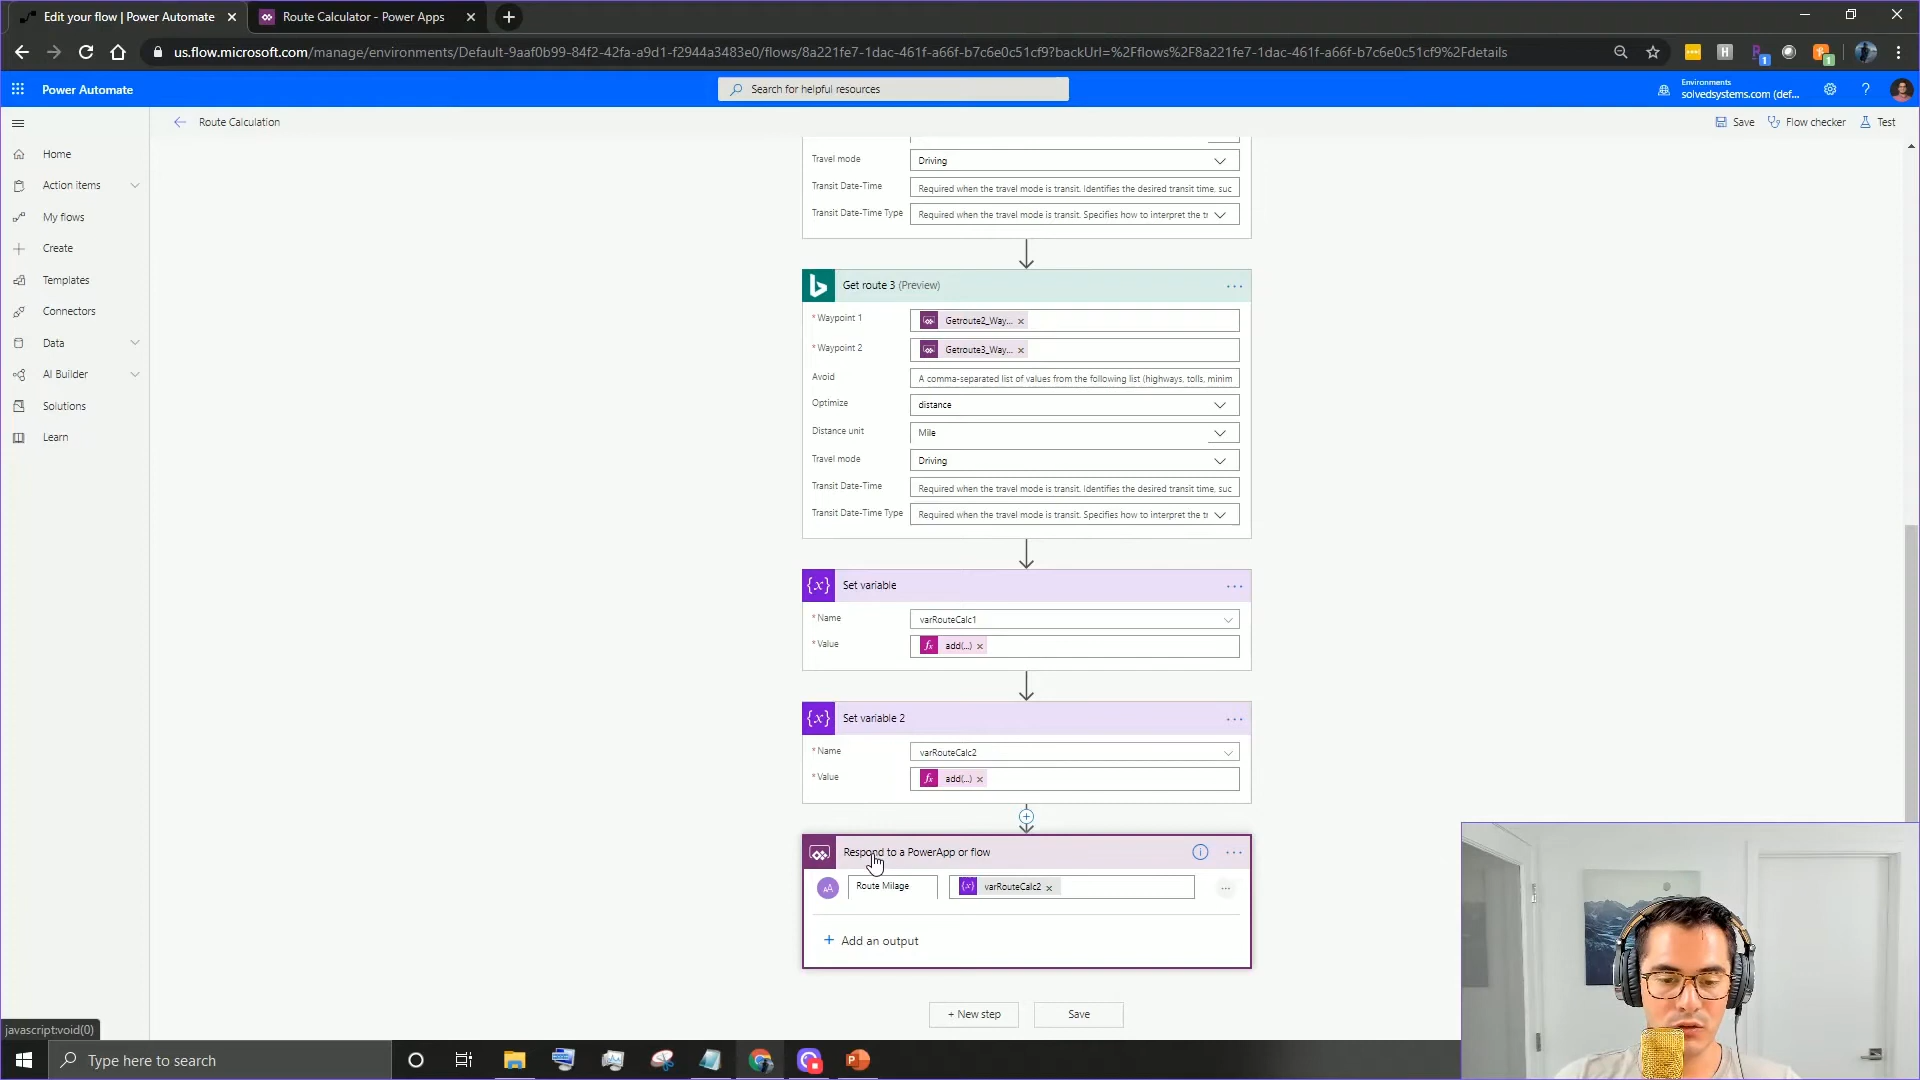 Edit your flow | Power Automate
Route Calculator - Power Apps
us.flow.microsoft.com/manage/environments/Default-9aaf0b99-84f2-42fa-a9d1-f2944a3483e0/flows/8a221fe7-1dac-461f-a66f-b7c6e0c51cf9?backUrl=%2Fflows%2F8a221fe7-1dac-461f-a66f-b7c6e0c51cf9%2Fdetails
Power Automate
Search for helpful resources
Environments
solvedsystems.com (def...
Route Calculation
Save
Flow checker
Test
Home
Action items
My flows
Create
Templates
Connectors
Data
AI Builder
Solutions
Learn
Travel mode
Driving
Transit Date-Time
Required when the travel mode is transit. Identifies the desired transit time, suc
Transit Date-Time Type
Required when the travel mode is transit. Specifies how to interpret the tr
Get route 3 (Preview)
* Waypoint 1
Getroute2_Way... ×
* Waypoint 2
Getroute3_Way... ×
Avoid
A comma-separated list of values from the following list (highways, tolls, minim
Optimize
distance
Distance unit
Mile
Travel mode
Driving
Transit Date-Time
Required when the travel mode is transit. Identifies the desired transit time, suc
Transit Date-Time Type
Required when the travel mode is transit. Specifies how to interpret the tr
{x} Set variable
* Name
varRouteCalc1
* Value
fx add(...) ×
{x} Set variable 2
* Name
varRouteCalc2
* Value
fx add(...) ×
Respond to a PowerApp or flow
AA Route Milage
{x} varRouteCalc2 ×
+ Add an output
+ New step
Save
javascript:void(0)
Type here to search